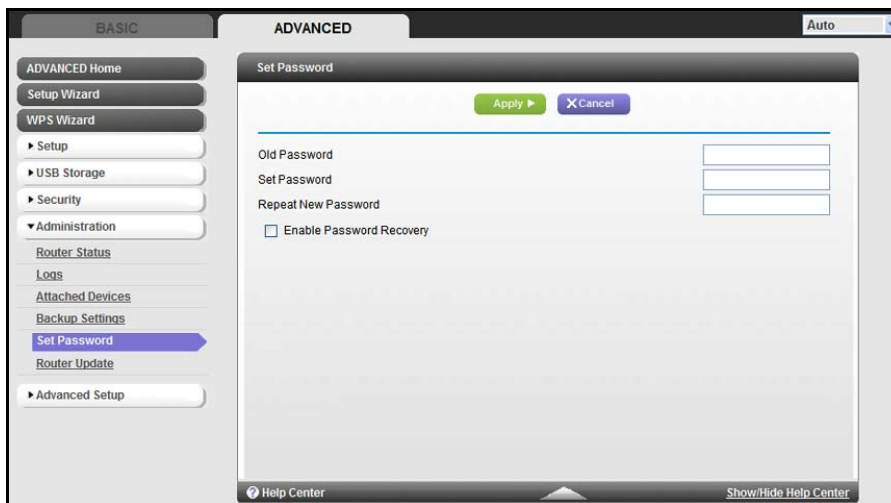 BASIC
ADVANCED
Auto
ADVANCED Home
Setup Wizard
WPS Wizard
Setup
USB Storage
Security
Administration
Router Status
Logs
Attached Devices
Backup Settings
Set Password
Router Update
Advanced Setup
Set Password
Apply
X Cancel
Old Password
Set Password
Repeat New Password
Enable Password Recovery
Help Center
Show/Hide Help Center